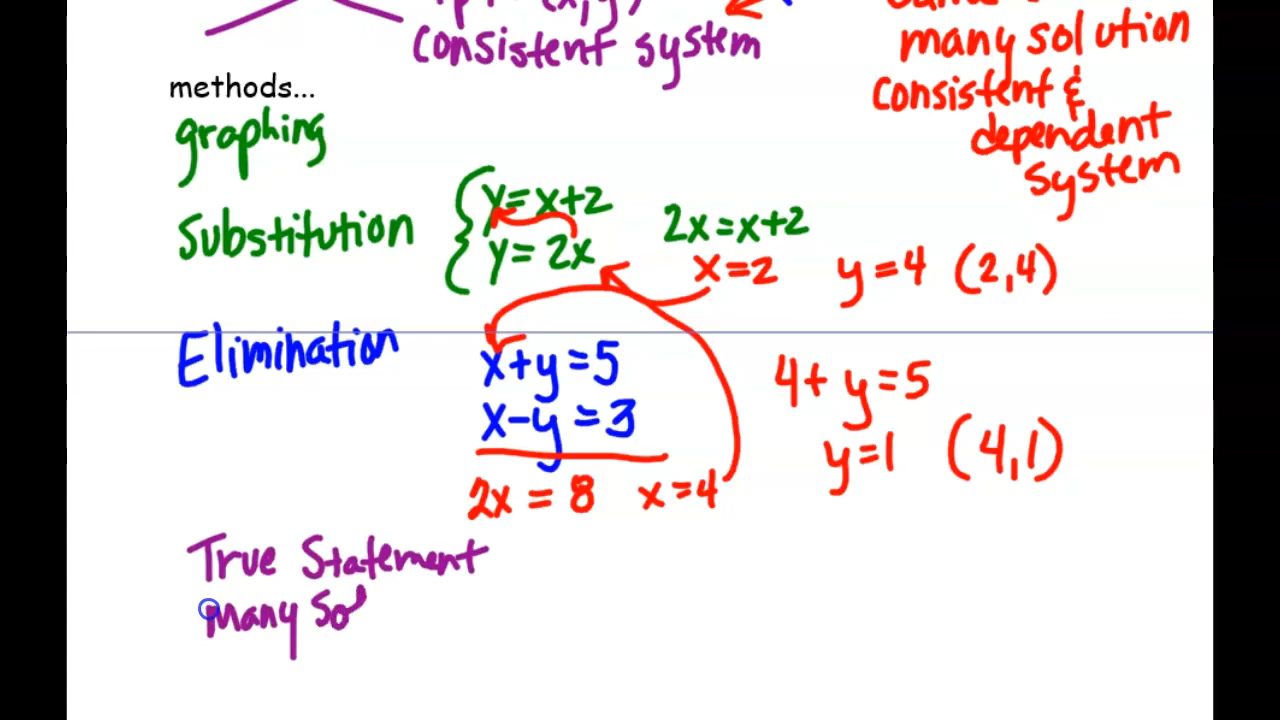 (x,y)
consistent system
many solution
consistent &
dependent
system
methods...
graphing
Substitution
y=x+2
y=2x
2x=x+2
x=2 y=4 (2,4)
Elimination
x+y=5
x-y=3
2x=8 x=4
4+y=5
y=1 (4,1)
True Statement
many Sol